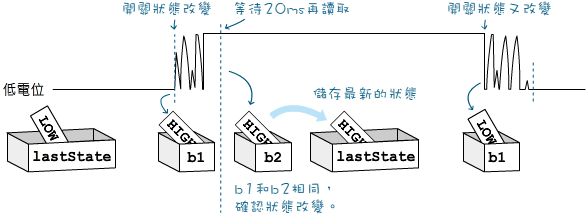 開關狀態改變
等待20ms再讀取
開關狀態又改變
低電位
儲存最新的狀態
LOW
lastState
HIGH
b1
HIGH
b2
HIGH
lastState
LOW
b1
b1和b2相同，
確認狀態改變。